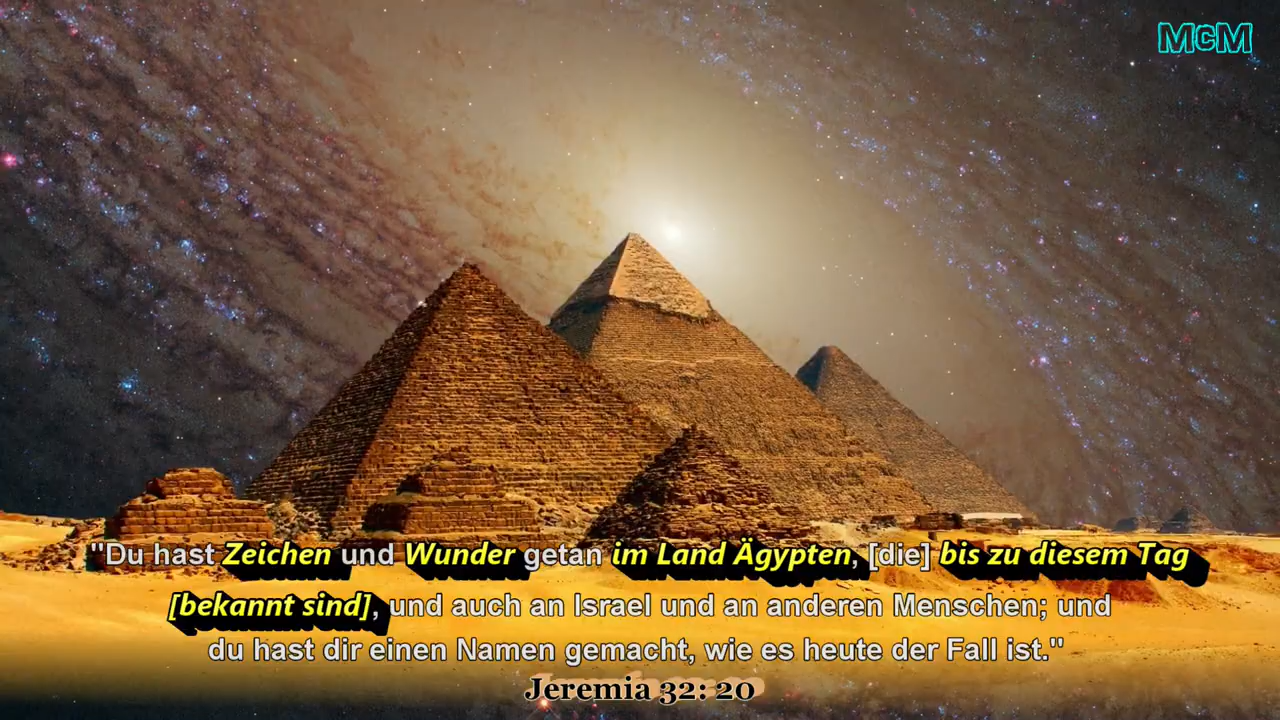 McM
"Du hast Zeichen und Wunder getan im Land Ägypten, [die] bis zu diesem Tag
[bekannt sind], und auch an Israel und an anderen Menschen; und
du hast dir einen Namen gemacht, wie es heute der Fall ist."
Jeremia 32: 20